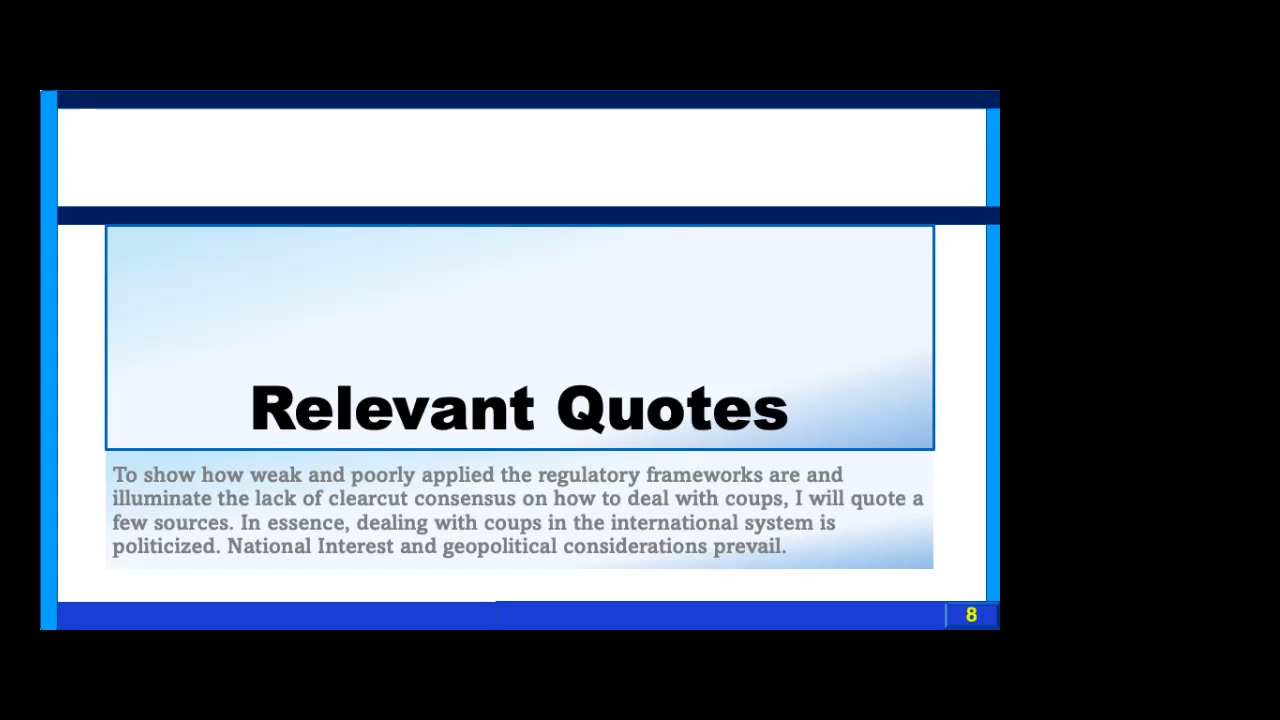 Relevant Quotes
To show how weak and poorly applied the regulatory frameworks are and
illuminate the lack of clearcut consensus on how to deal with coups, I will quote a
few sources. In essence, dealing with coups in the international system is
politicized. National Interest and geopolitical considerations prevail.
8